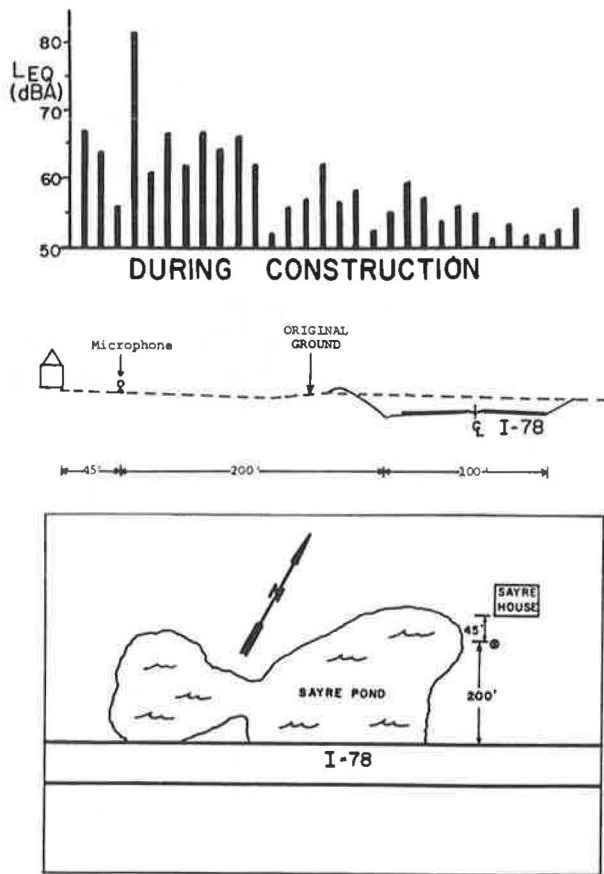 80
LEQ
(dBA)
70
60
50
DURING CONSTRUCTION
Microphone
ORIGINAL
GROUND
C
L I-78
45'
200'
100'
N
SAYRE
HOUSE
45'
SAYRE POND
200'
I-78